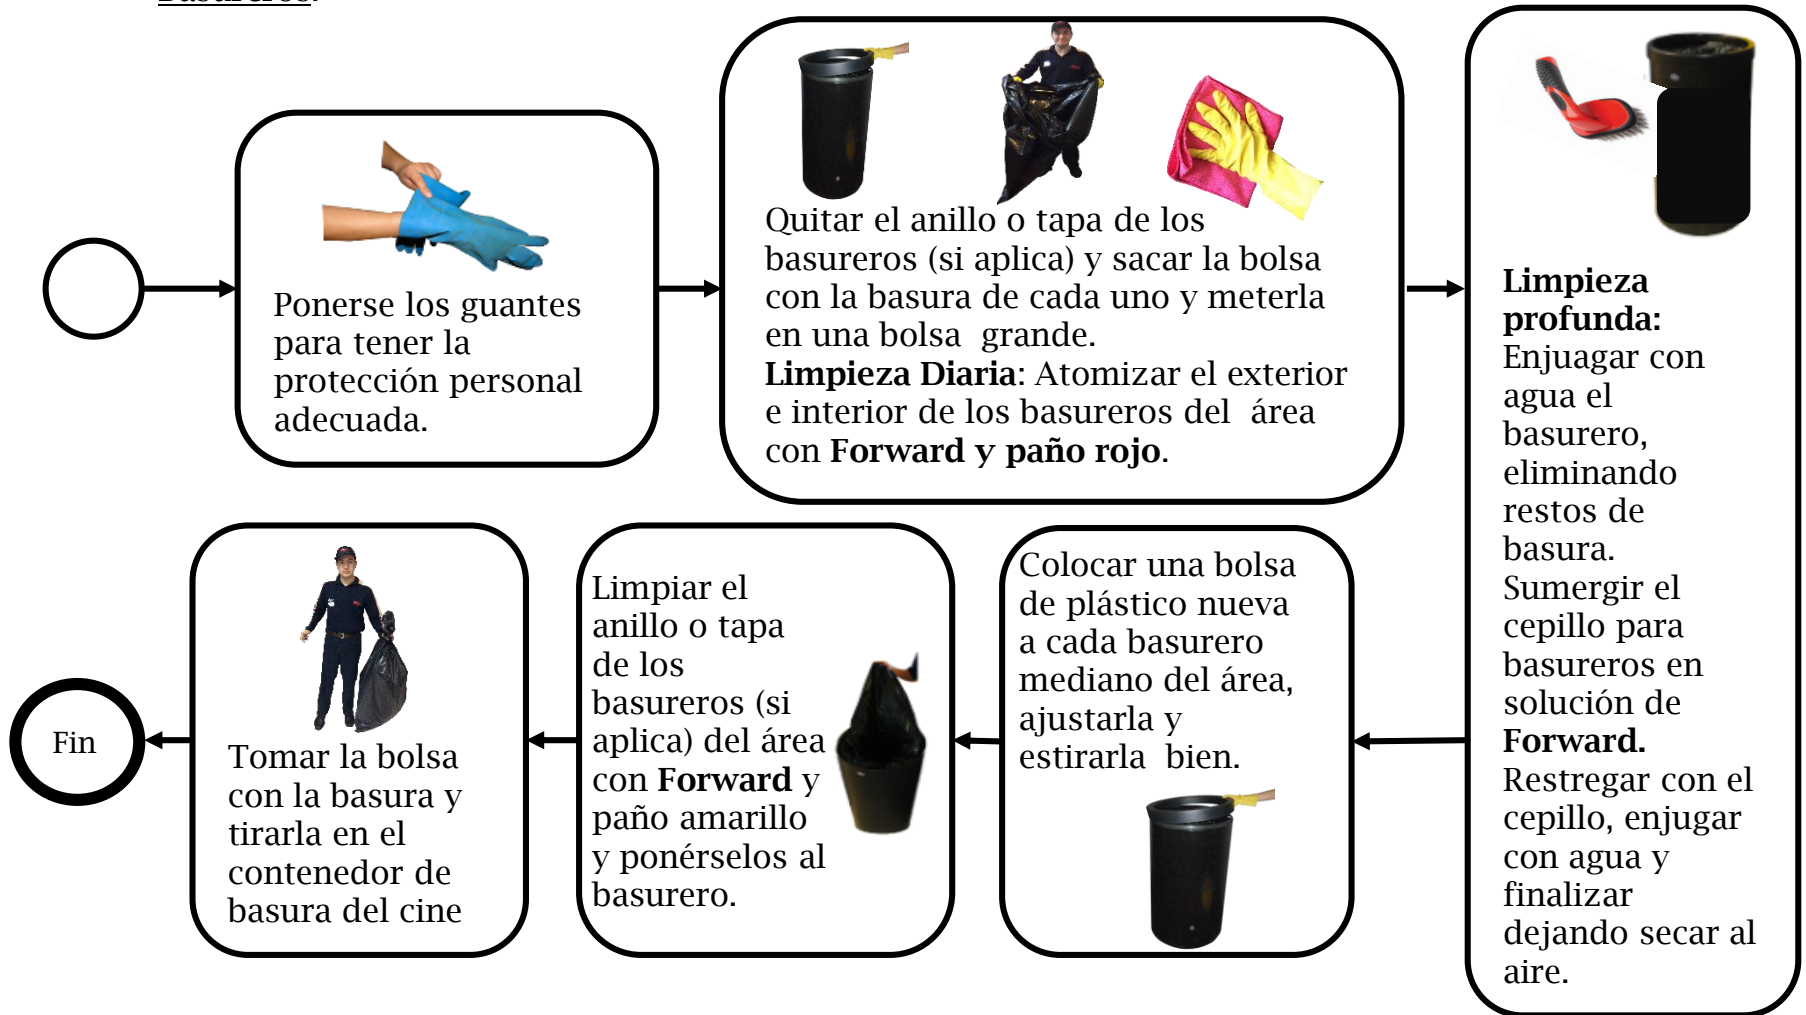 Basureros:
Ponerse los guantes
para tener la
protección personal
adecuada.
Quitar el anillo o tapa de los
basureros (si aplica) y sacar la bolsa
con la basura de cada uno y meterla
en una bolsa grande.
Limpieza Diaria: Atomizar el exterior
e interior de los basureros del área
con Forward y paño rojo.
Limpieza
profunda:
Enjuagar con
agua el
basurero,
eliminando
restos de
basura.
Sumergir el
cepillo para
basureros en
solución de
Forward.
Restregar con el
cepillo, enjugar
con agua y
finalizar
dejando secar al
aire.
Colocar una bolsa
de plástico nueva
a cada basurero
mediano del área,
ajustarla y
estirarla bien.
Limpiar el
anillo o tapa
de los
basureros (si
aplica) del área
con Forward y
paño amarillo
y ponérselos al
basurero.
Tomar la bolsa
con la basura y
tirarla en el
contenedor de
basura del cine
Fin